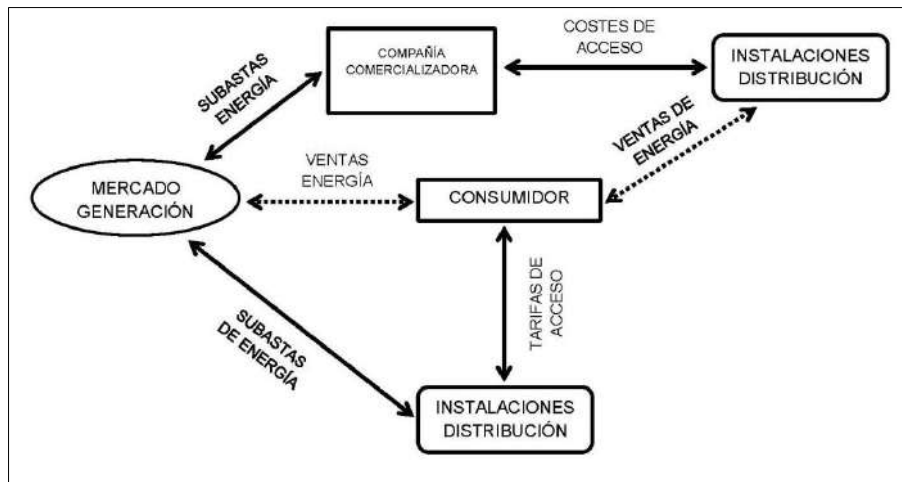 COSTES DE
ACCESO
COMPAÑÍA
COMERCIALIZADORA
INSTALACIONES
DISTRIBUCIÓN
SUBASTAS
ENERGÍA
VENTAS DE
ENERGÍA
VENTAS
ENERGÍA
MERCADO
GENERACIÓN
CONSUMIDOR
TARIFAS DE
ACCESO
SUBASTAS
DE ENERGÍA
INSTALACIONES
DISTRIBUCIÓN